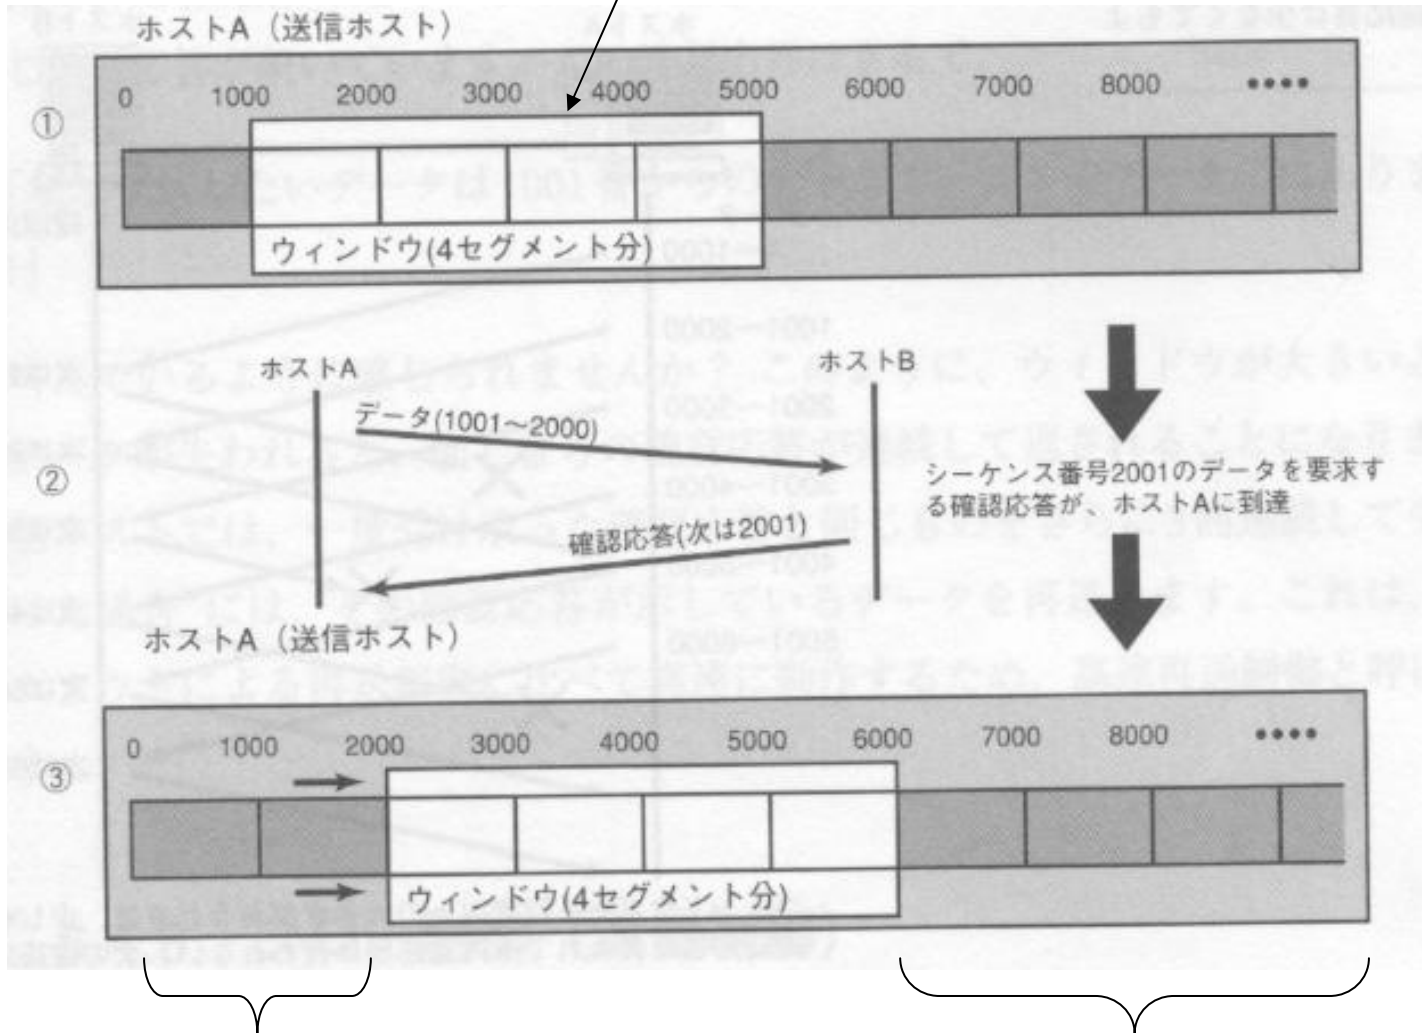 ホストA（送信ホスト）
0 1000 2000 3000 4000 5000 6000 7000 8000 ••••
①
ウィンドウ(4セグメント分)
ホストA
ホストB
データ(1001～2000)
②
シーケンス番号2001のデータを要求す
る確認応答が、ホストAに到達
確認応答(次は2001)
ホストA（送信ホスト）
0 1000 2000 3000 4000 5000 6000 7000 8000 ••••
③
ウィンドウ(4セグメント分)